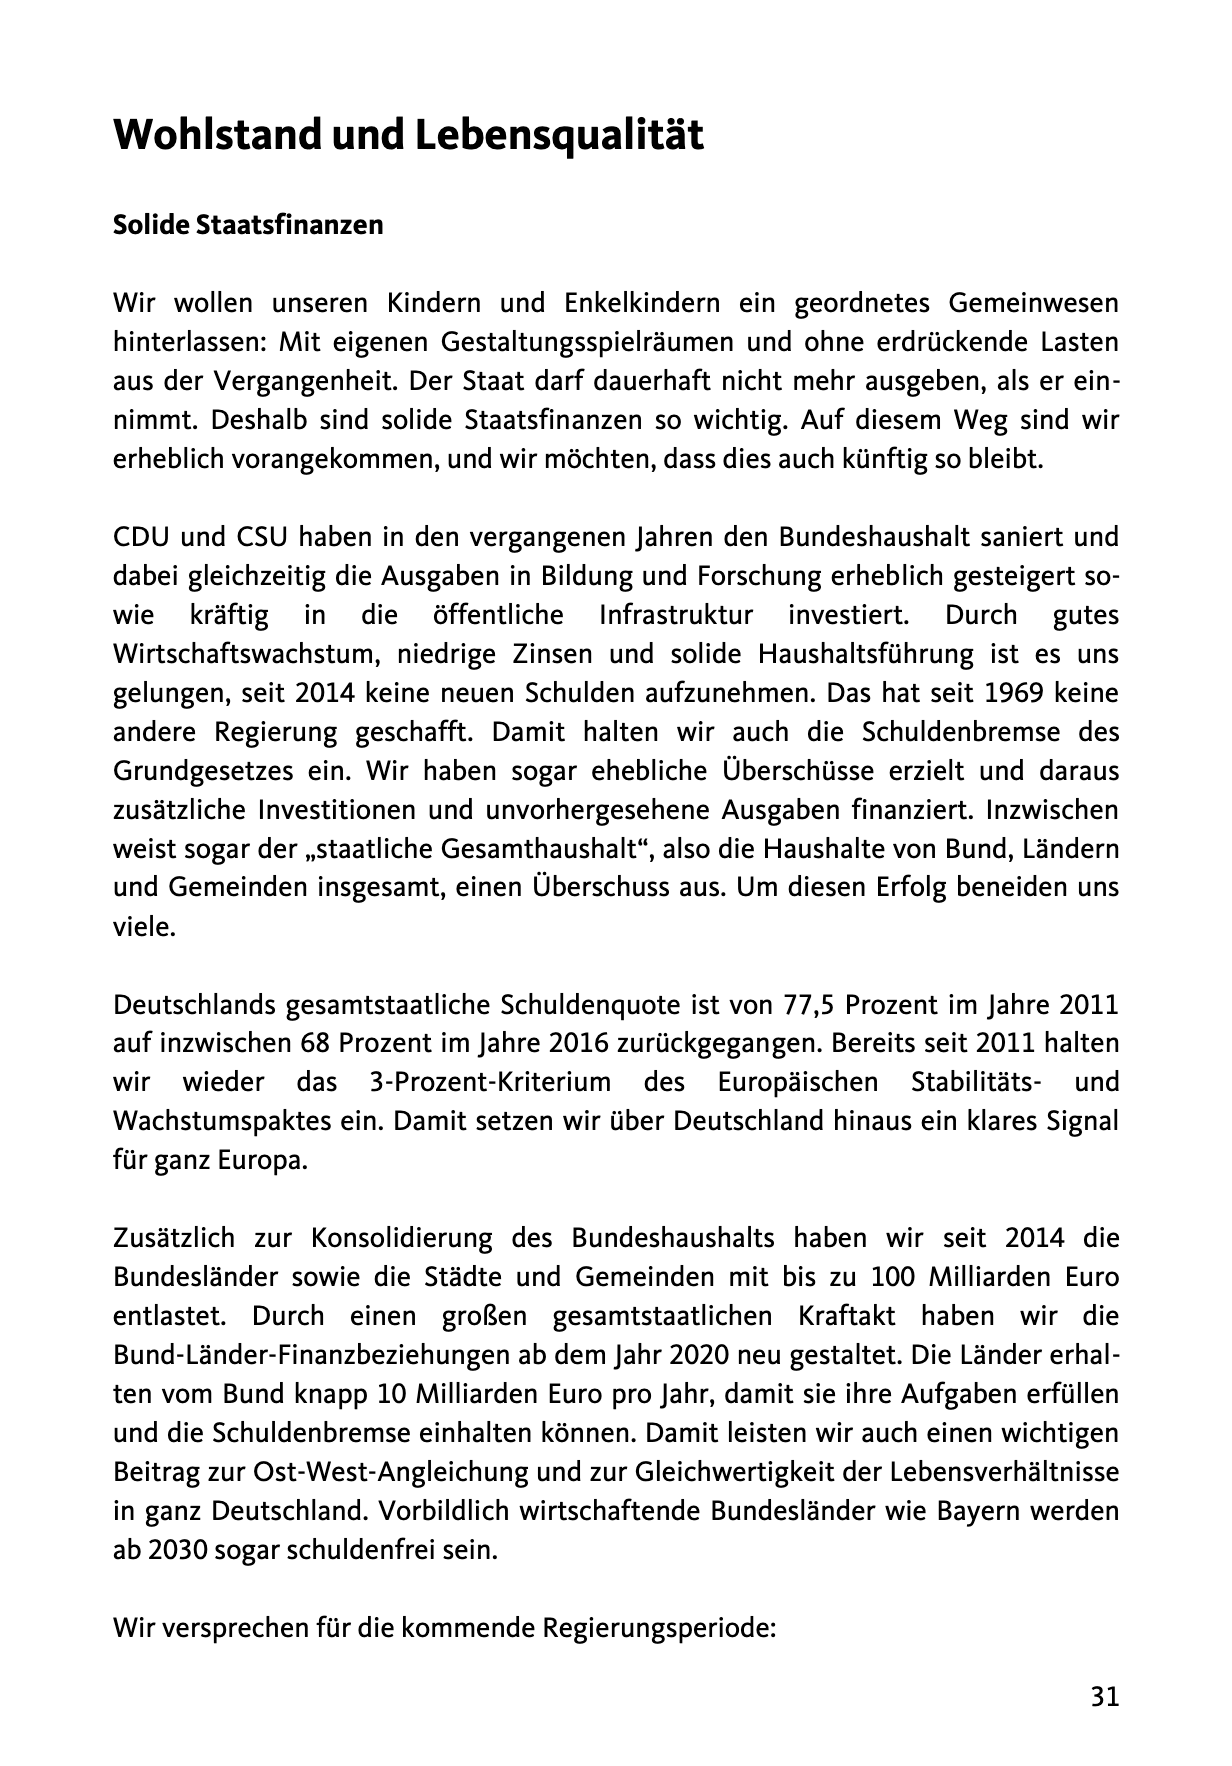 Wohlstand und Lebensqualität
Solide Staatsfinanzen
Wir wollen unseren Kindern und Enkelkindern ein geordnetes Gemeinwesen
hinterlassen: Mit eigenen Gestaltungsspielräumen und ohne erdrückende Lasten
aus der Vergangenheit. Der Staat darf dauerhaft nicht mehr ausgeben, als er ein-
nimmt. Deshalb sind solide Staatsfinanzen so wichtig. Auf diesem Weg sind wir
erheblich vorangekommen, und wir möchten, dass dies auch künftig so bleibt.
CDU und CSU haben in den vergangenen Jahren den Bundeshaushalt saniert und
dabei gleichzeitig die Ausgaben in Bildung und Forschung erheblich gesteigert so-
wie kräftig in die öffentliche Infrastruktur investiert. Durch gutes
Wirtschaftswachstum, niedrige Zinsen und solide Haushaltsführung ist es uns
gelungen, seit 2014 keine neuen Schulden aufzunehmen. Das hat seit 1969 keine
andere Regierung geschafft. Damit halten wir auch die Schuldenbremse des
Grundgesetzes ein. Wir haben sogar ehebliche Überschüsse erzielt und daraus
zusätzliche Investitionen und unvorhergesehene Ausgaben finanziert. Inzwischen
weist sogar der „staatliche Gesamthaushalt“, also die Haushalte von Bund, Ländern
und Gemeinden insgesamt, einen Überschuss aus. Um diesen Erfolg beneiden uns
viele.
Deutschlands gesamtstaatliche Schuldenquote ist von 77,5 Prozent im Jahre 2011
auf inzwischen 68 Prozent im Jahre 2016 zurückgegangen. Bereits seit 2011 halten
wir wieder das 3-Prozent-Kriterium des Europäischen Stabilitäts- und
Wachstumspaktes ein. Damit setzen wir über Deutschland hinaus ein klares Signal
für ganz Europa.
Zusätzlich zur Konsolidierung des Bundeshaushalts haben wir seit 2014 die
Bundesländer sowie die Städte und Gemeinden mit bis zu 100 Milliarden Euro
entlastet. Durch einen großen gesamtstaatlichen Kraftakt haben wir die
Bund-Länder-Finanzbeziehungen ab dem Jahr 2020 neu gestaltet. Die Länder erhal-
ten vom Bund knapp 10 Milliarden Euro pro Jahr, damit sie ihre Aufgaben erfüllen
und die Schuldenbremse einhalten können. Damit leisten wir auch einen wichtigen
Beitrag zur Ost-West-Angleichung und zur Gleichwertigkeit der Lebensverhältnisse
in ganz Deutschland. Vorbildlich wirtschaftende Bundesländer wie Bayern werden
ab 2030 sogar schuldenfrei sein.
Wir versprechen für die kommende Regierungsperiode:
31